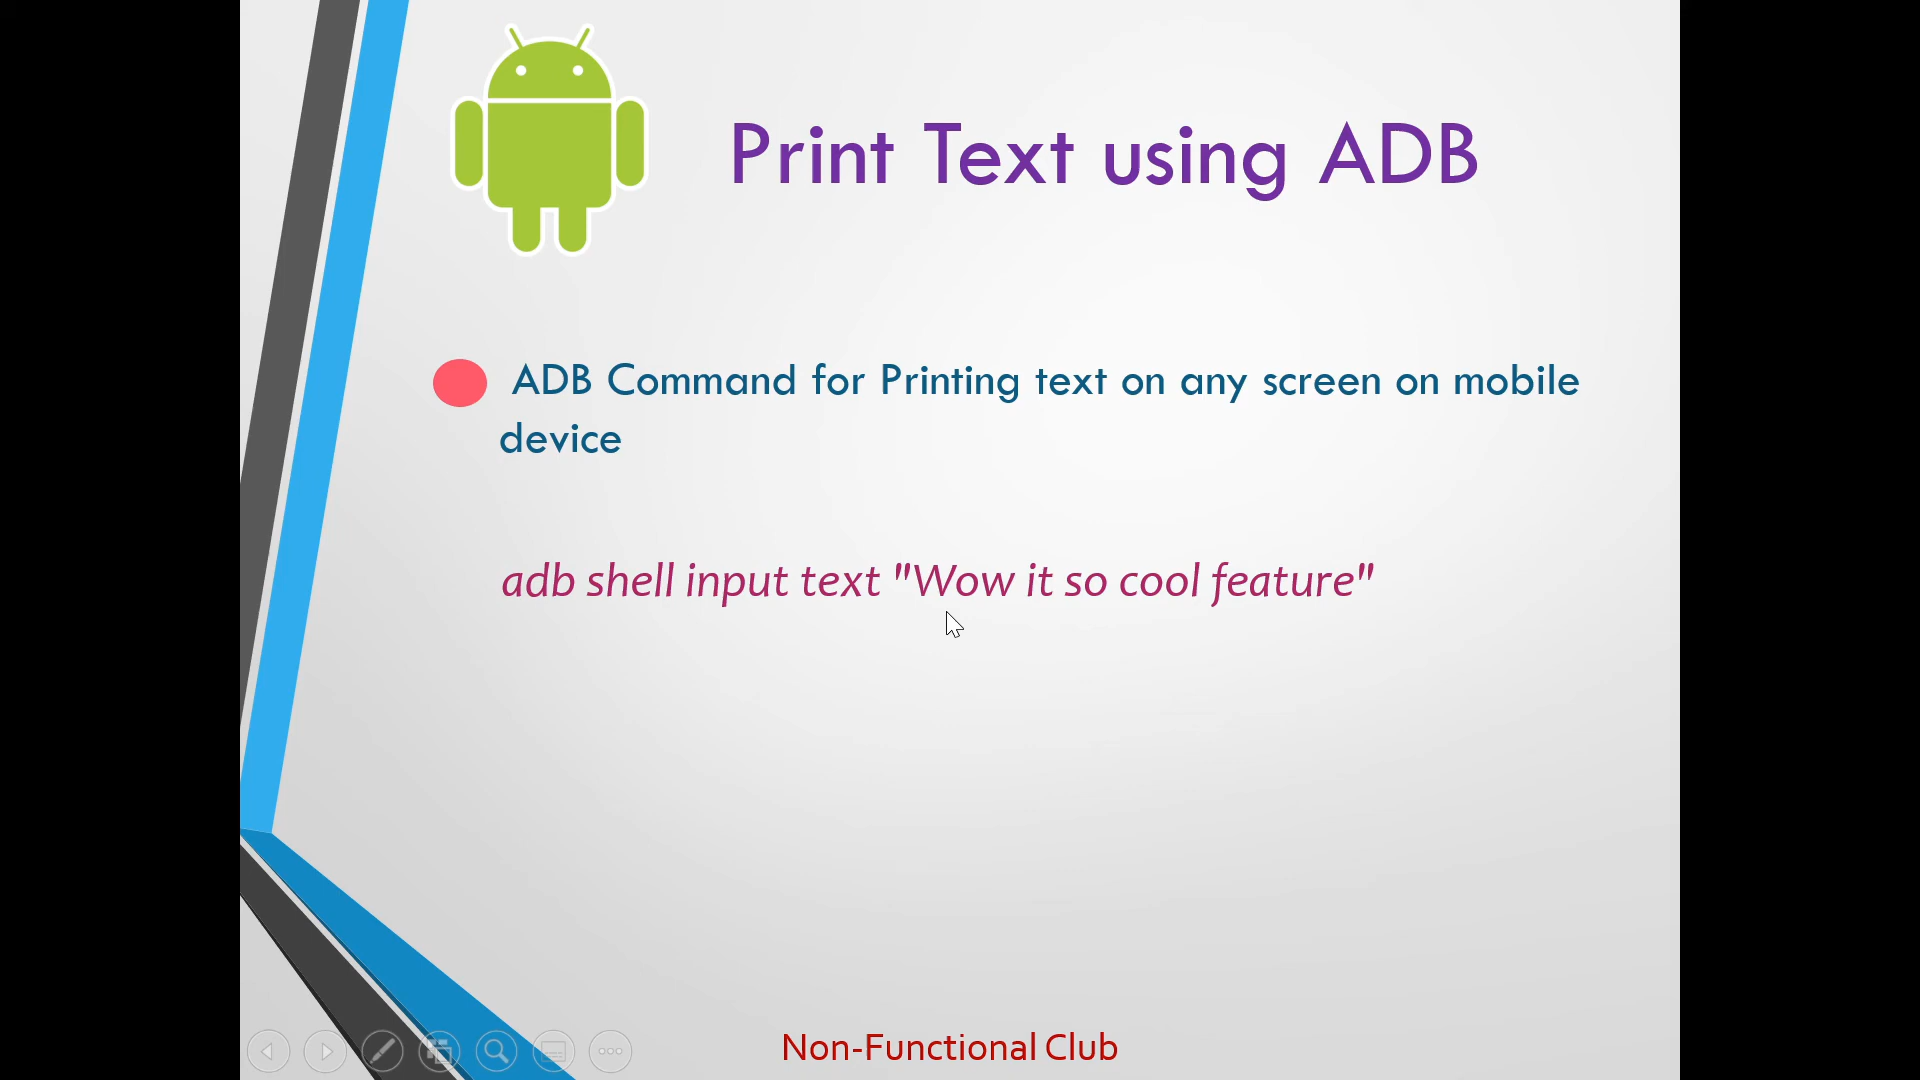 Print Text using ADB
ADB Command for Printing text on any screen on mobile
device
adb shell input text "Wow it so cool feature"
Non-Functional Club